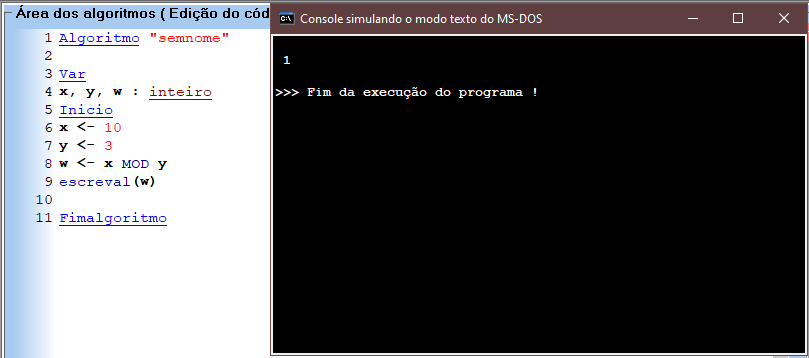 Área dos algoritmos ( Edição do cód
1 Algoritmo "semnome"
2
3 Var
4 x, y, w : inteiro
5 Inicio
6 x <- 10
7 y <- 3
8 w <- x MOD y
9 escreval(w)
10
11 Fimalgoritmo
C:\ Console simulando o modo texto do MS-DOS
1
>>> Fim da execução do programa !